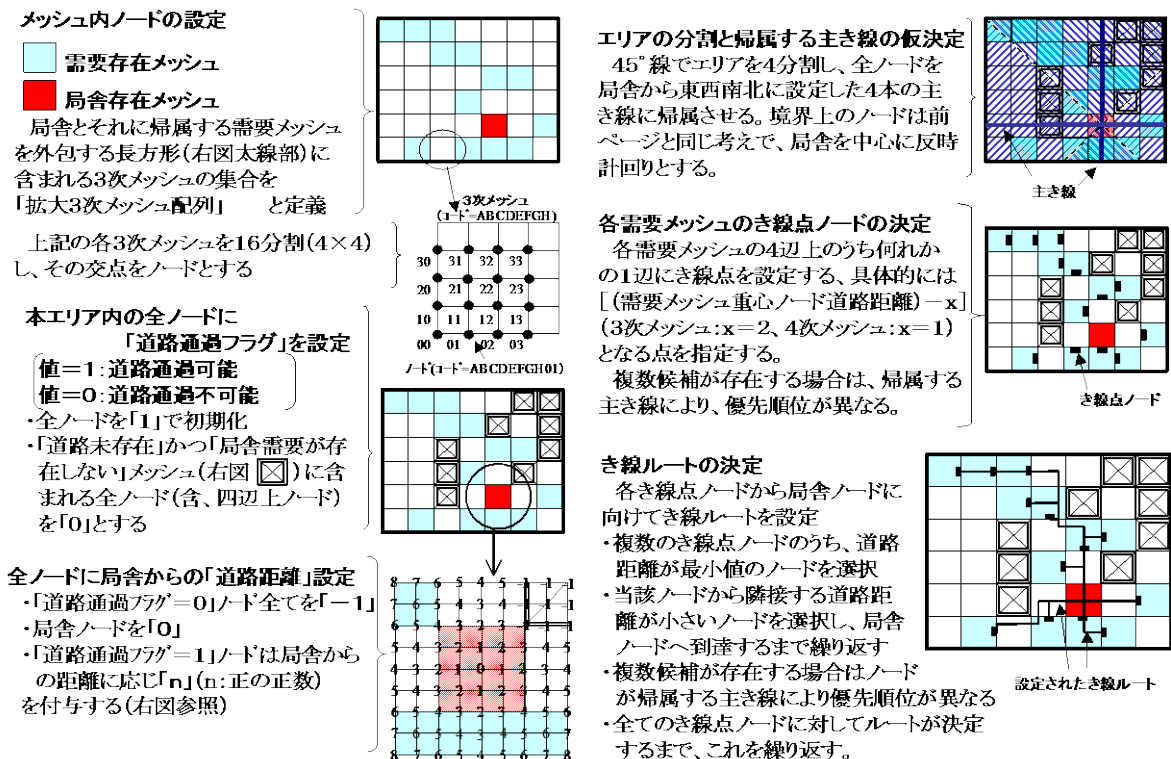 メッシュ内ノードの設定
需要存在メッシュ
局舎存在メッシュ
局舎とそれに帰属する需要メッシュ
を外包する長方形(右図太線部)に
含まれる3次メッシュの集合を
「拡大3次メッシュ配列」 と定義
上記の各3次メッシュを16分割(4×4)
し、その交点をノードとする
3次メッシュ
(コード=ABCDEFGH)
30 31 32 33
20 21 22 23
10 11 12 13
00 01 02 03
ノード(コード=ABCDEFGH01)
本エリア内の全ノードに
「道路通過フラグ」を設定
値=1:道路通過可能
値=0:道路通過不可能
・全ノードを「1」で初期化
・「道路未存在」かつ「局舎需要が存
在しない」メッシュ(右図 )に含
まれる全ノード(含、四辺上ノード)
を「0」とする
全ノードに局舎からの「道路距離」設定
・「道路通過フラグ=0」ノード全てを「-1」
・局舎ノードを「0」
・「道路通過フラグ=1」ノードは局舎から
の距離に応じ「n」(n:正の正数)
を付与する(右図参照)
8 7 6 5 4 5 -1 -1 -1
エリアの分割と帰属する主き線の仮決定
45°線でエリアを4分割し、全ノードを
局舎から東西南北に設定した4本の主
き線に帰属させる。境界上のノードは前
ページと同じ考えで、局舎を中心に反時
計回りとする。
主き線
各需要メッシュのき線点ノードの決定
各需要メッシュの4辺上のうち何れか
の1辺にき線点を設定する、具体的には
[(需要メッシュ重心ノード道路距離)-x]
(3次メッシュ:x=2、4次メッシュ:x=1)
となる点を指定する。
複数候補が存在する場合は、帰属する
主き線により、優先順位が異なる。
き線点ノード
き線ルートの決定
各き線点ノードから局舎ノードに
向けてき線ルートを設定
・複数のき線点ノードのうち、道路
距離が最小値のノードを選択
・当該ノードから隣接する道路距
離が小さいノードを選択し、局舎
ノードへ到達するまで繰り返す
・複数候補が存在する場合はノード
が帰属する主き線により優先順位が異なる
・全てのき線点ノードに対してルートが決定
するまで、これを繰り返す。
設定されたき線ルート